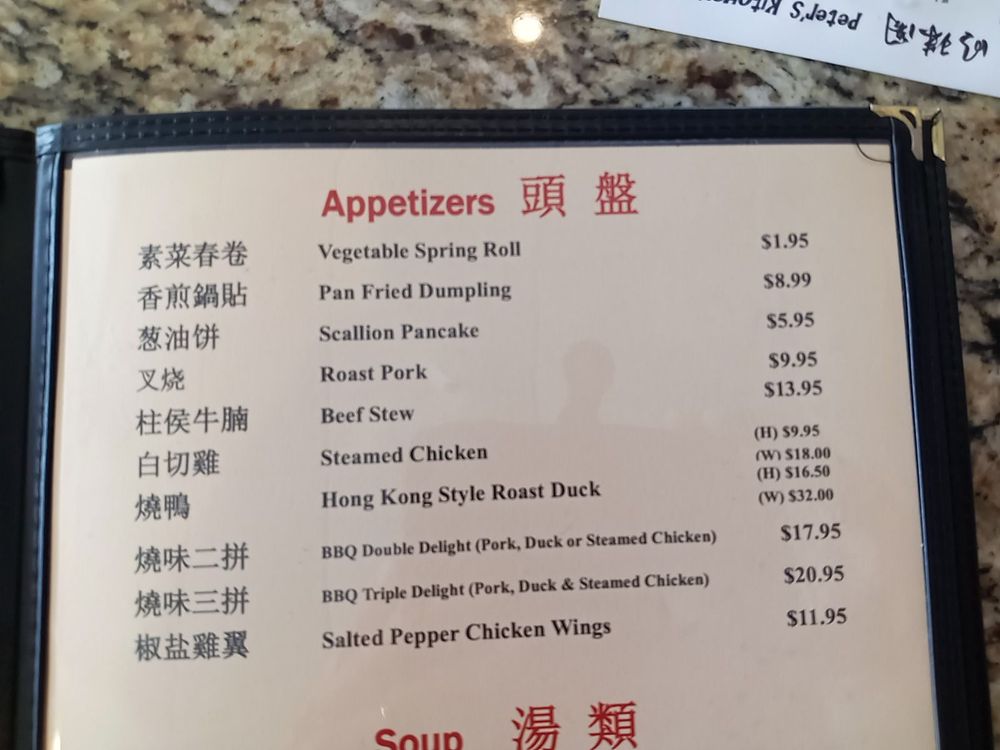 Peter's Kitchen
Appetizers 頭 盤
素菜春卷 Vegetable Spring Roll $1.95
香煎鍋貼 Pan Fried Dumpling $8.99
葱油饼 Scallion Pancake $5.95
叉烧 Roast Pork $9.95
柱侯牛腩 Beef Stew $13.95
白切雞 Steamed Chicken (H) $9.95
(W) $18.00
燒鴨 Hong Kong Style Roast Duck (H) $16.50
(W) $32.00
燒味二拼 BBQ Double Delight (Pork, Duck or Steamed Chicken) $17.95
燒味三拼 BBQ Triple Delight (Pork, Duck & Steamed Chicken) $20.95
椒盐雞翼 Salted Pepper Chicken Wings $11.95
Soup 湯 類